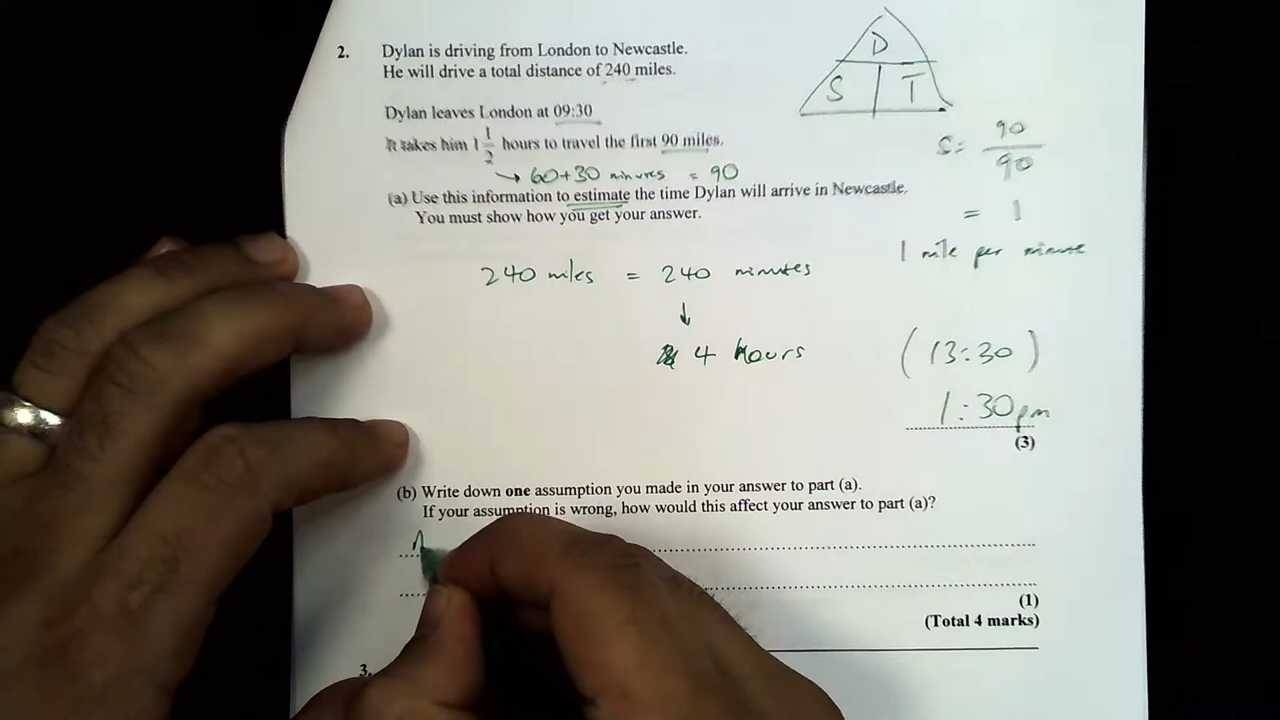 2. Dylan is driving from London to Newcastle.
He will drive a total distance of 240 miles.
D
S T
Dylan leaves London at 09:30
It takes him 1 1/2 hours to travel the first 90 miles.
→ 60+30 minutes = 90
S = 90/90
= 1
1 mile per minute
(a) Use this information to estimate the time Dylan will arrive in Newcastle.
You must show how you get your answer.
240 miles = 240 minutes
↓
4 hours
(13:30)
1:30pm
(3)
(b) Write down one assumption you made in your answer to part (a).
If your assumption is wrong, how would this affect your answer to part (a)?
(1)
(Total 4 marks)
3.